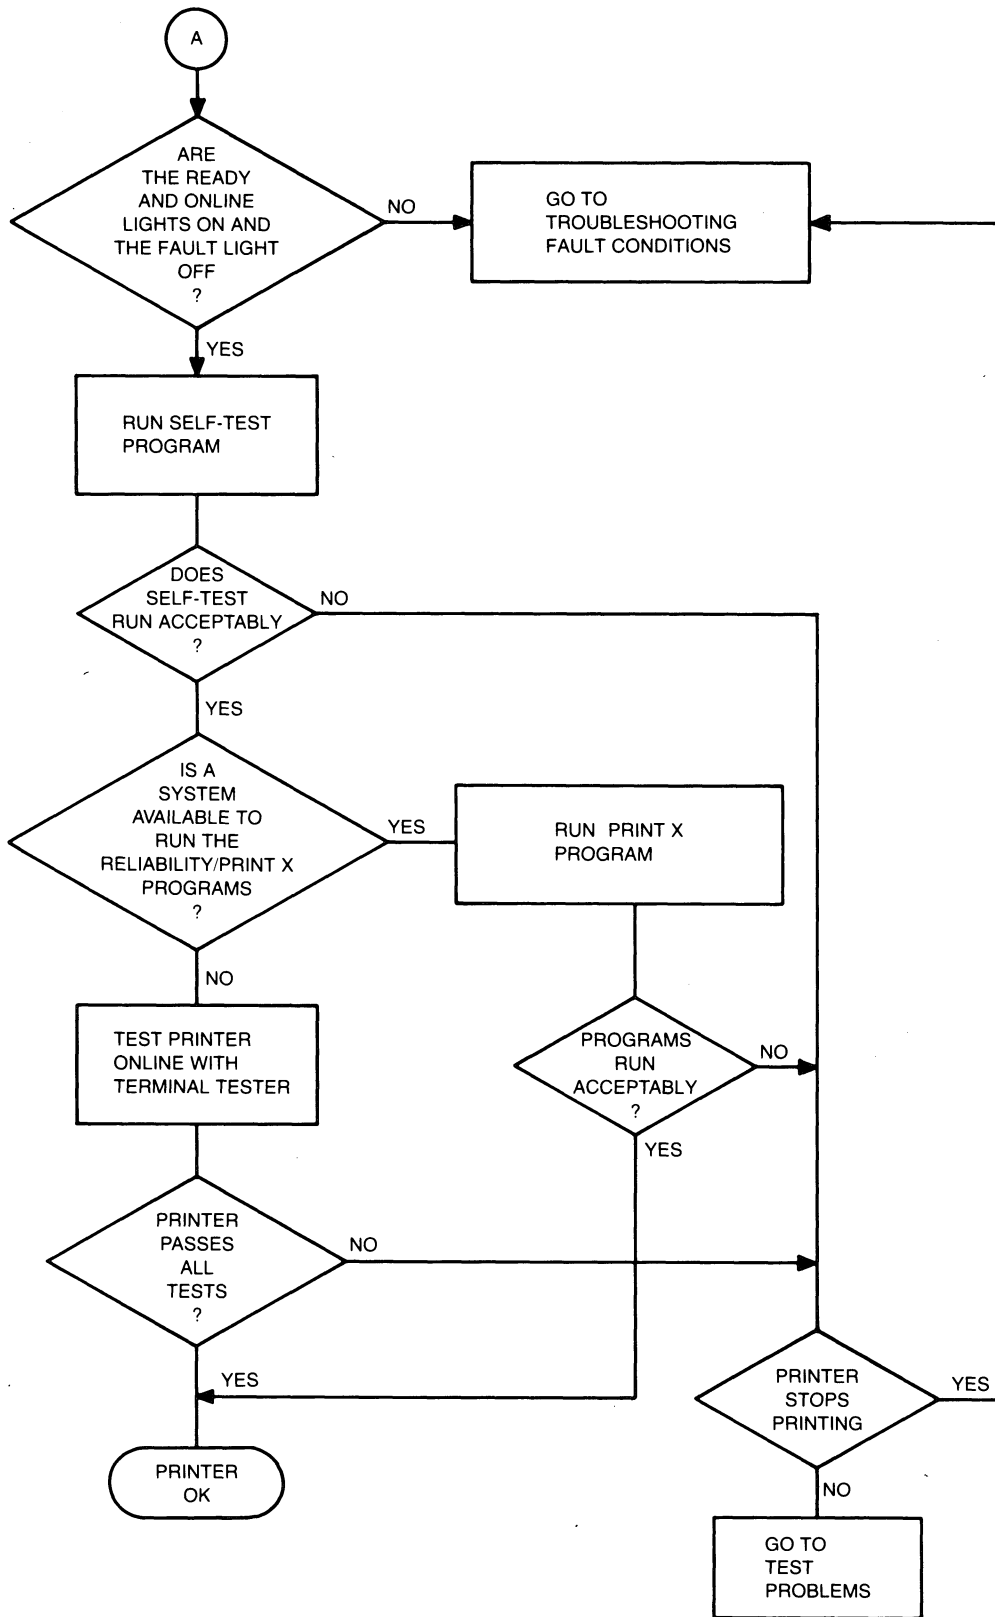 A
ARE
THE READY
AND ONLINE
LIGHTS ON AND
THE FAULT LIGHT
OFF
?
NO
GO TO
TROUBLESHOOTING
FAULT CONDITIONS
YES
RUN SELF-TEST
PROGRAM
DOES
SELF-TEST
RUN ACCEPTABLY
?
NO
YES
IS A
SYSTEM
AVAILABLE TO
RUN THE
RELIABILITY/PRINT X
PROGRAMS
?
YES
RUN PRINT X
PROGRAM
NO
TEST PRINTER
ONLINE WITH
TERMINAL TESTER
PROGRAMS
RUN
ACCEPTABLY
?
NO
YES
PRINTER
PASSES
ALL
TESTS
?
NO
YES
PRINTER
OK
PRINTER
STOPS
PRINTING
YES
NO
GO TO
TEST
PROBLEMS